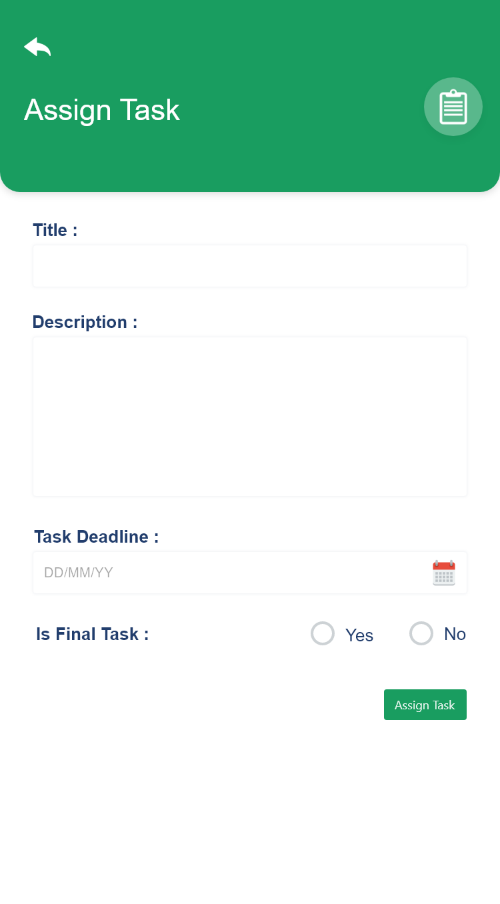 Assign Task
Title :
Description :
Task Deadline :
DD/MM/YY
Is Final Task :
Yes
No
Assign Task